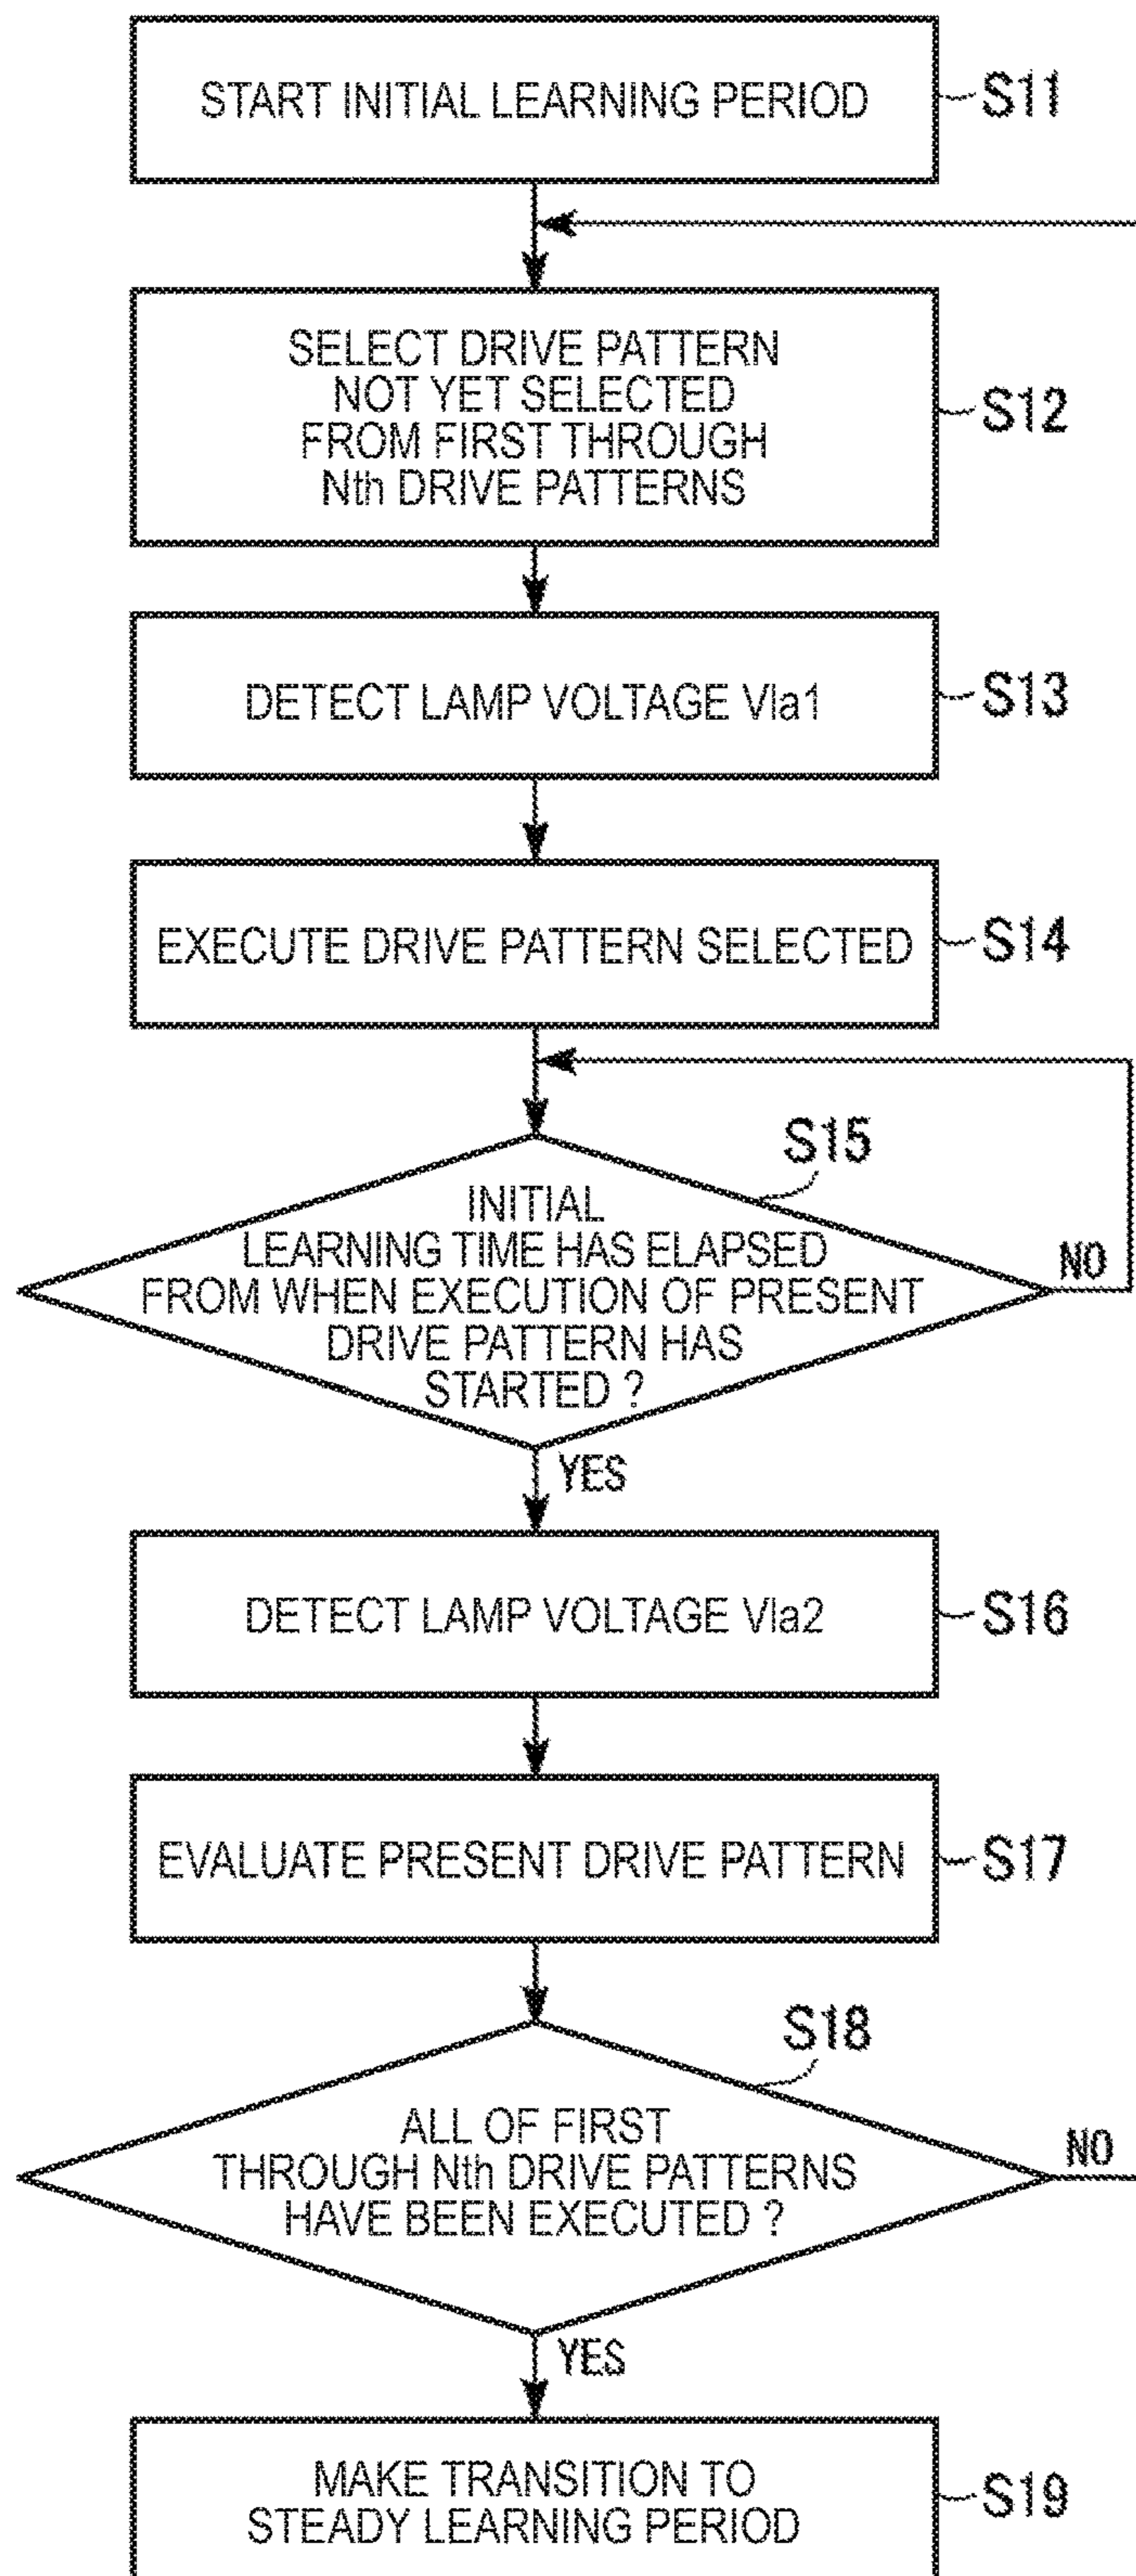 START INITIAL LEARNING PERIOD
S11
SELECT DRIVE PATTERN
NOT YET SELECTED
FROM FIRST THROUGH
Nth DRIVE PATTERNS
S12
DETECT LAMP VOLTAGE Vla1
S13
EXECUTE DRIVE PATTERN SELECTED
S14
S15
INITIAL
LEARNING TIME HAS ELAPSED
FROM WHEN EXECUTION OF PRESENT
DRIVE PATTERN HAS
STARTED ?
NO
YES
DETECT LAMP VOLTAGE Vla2
S16
EVALUATE PRESENT DRIVE PATTERN
S17
S18
ALL OF FIRST
THROUGH Nth DRIVE PATTERNS
HAVE BEEN EXECUTED ?
NO
YES
MAKE TRANSITION TO
STEADY LEARNING PERIOD
S19